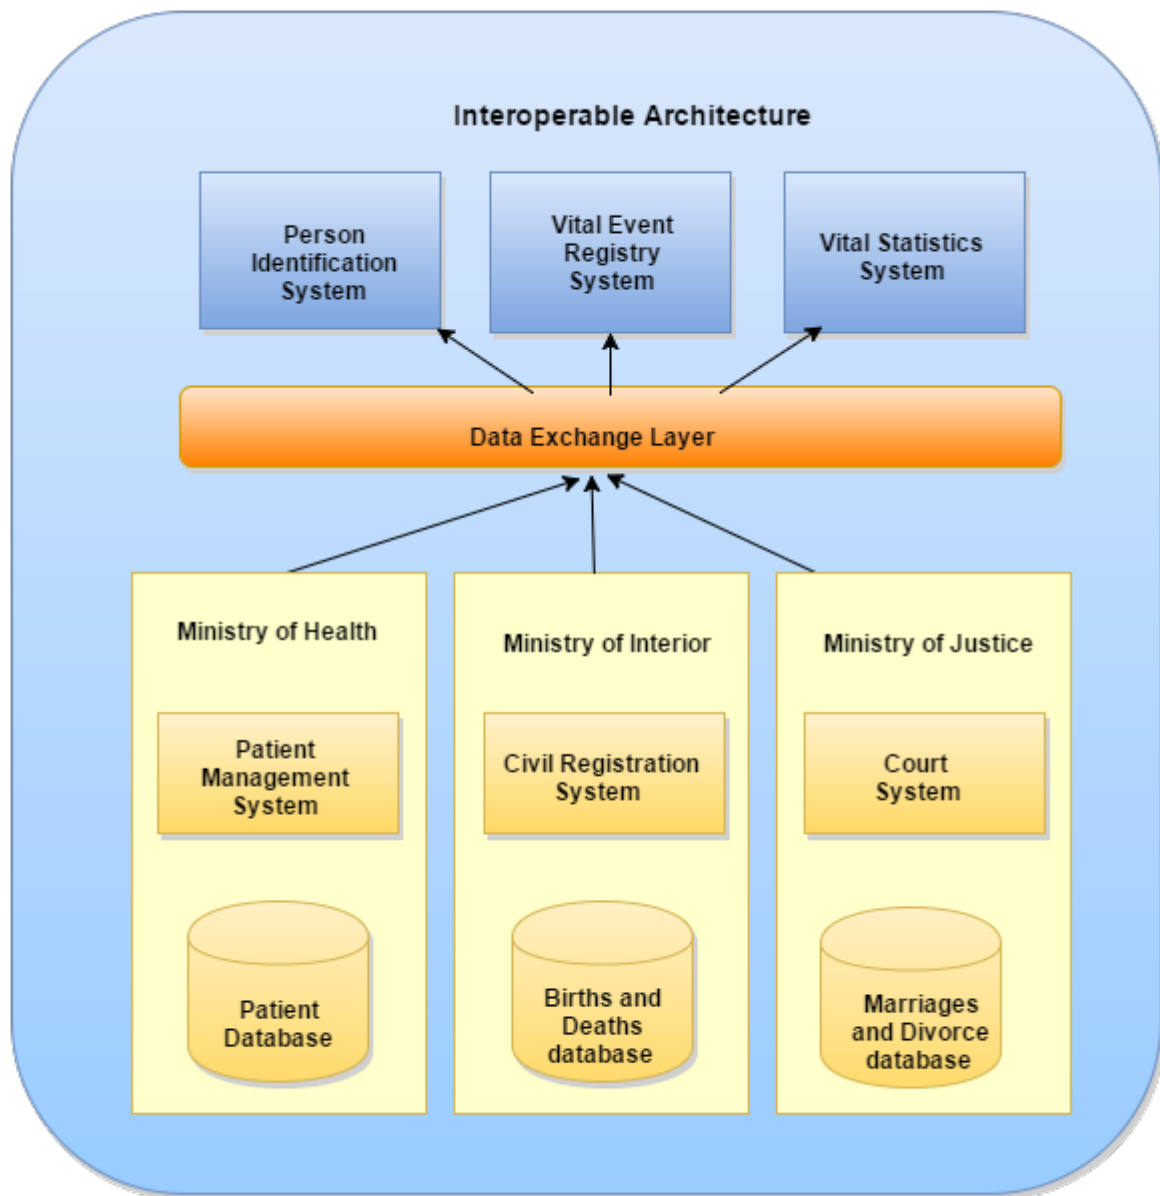 Interoperable Architecture
Person
Identification
System
Vital Event
Registry
System
Vital Statistics
System
Data Exchange Layer
Ministry of Health
Patient
Management
System
Patient
Database
Ministry of Interior
Civil Registration
System
Births and
Deaths
database
Ministry of Justice
Court
System
Marriages
and Divorce
database